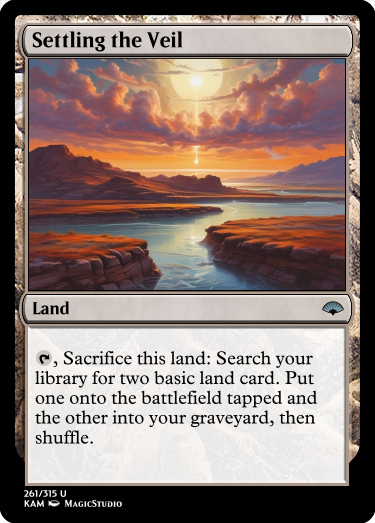 Settling the Veil
Land
, Sacrifice this land: Search your
library for two basic land card. Put
one onto the battlefield tapped and
the other into your graveyard, then
shuffle.
261/315 U
KAM MagicStudio